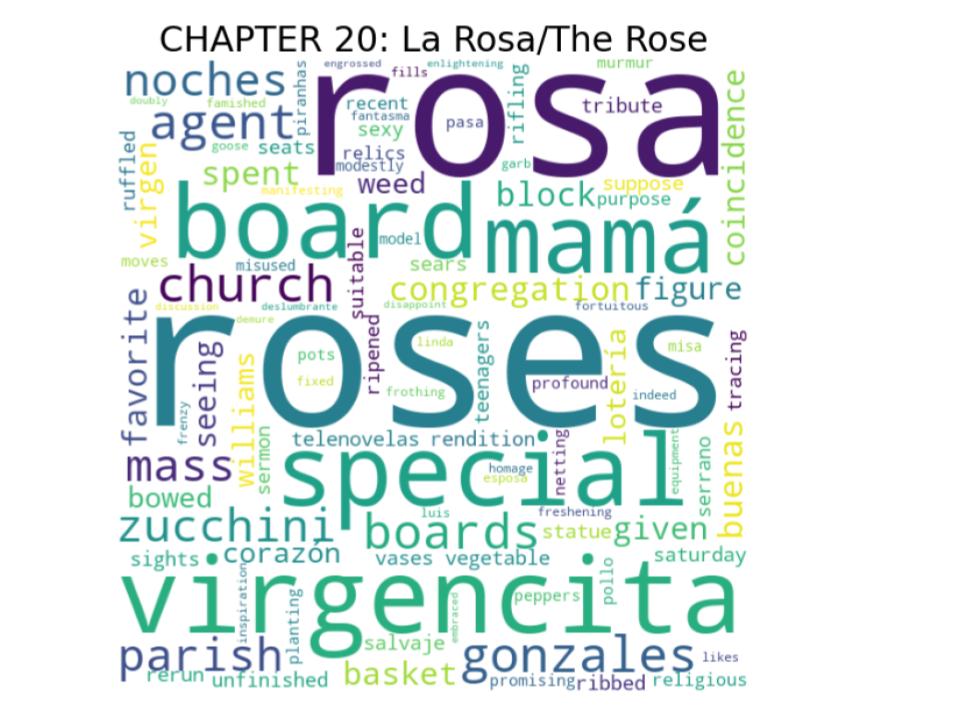 CHAPTER 20: La Rosa/The Rose
engrossed
enlightening
murmur
noches
piranhas
fills
rosa
rifling
doubly
famished
recent
fantasma
tribute
coincidence
agent
sexy
pasa
goose
seats
relics
modestly
garb
ruffled
virgen
spent
manifesting
weed
block
suppose
purpose
board
mamá
suitable
model
moves
misused
sears
church
congregation
figure
discussion
deslumbrante
disappoint
fortuitous
demure
favorite
roses
seeing
williams
pots
ripened
linda
teenagers
lotería
misa
tracing
fixed
frothing
profound
indeed
frenzy
sermon
telenovelas
rendition
mass
special
homage
esposa
netting
equipment
serrano
buenas
bowed
luis
freshening
zucchini
boards
statue
given
sights
corazón
vases
vegetable
saturday
virgencita
inspiration
planting
embraced
peppers
pollo
salvaje
parish
gonzales
likes
rerun
unfinished
basket
promising
ribbed
religious